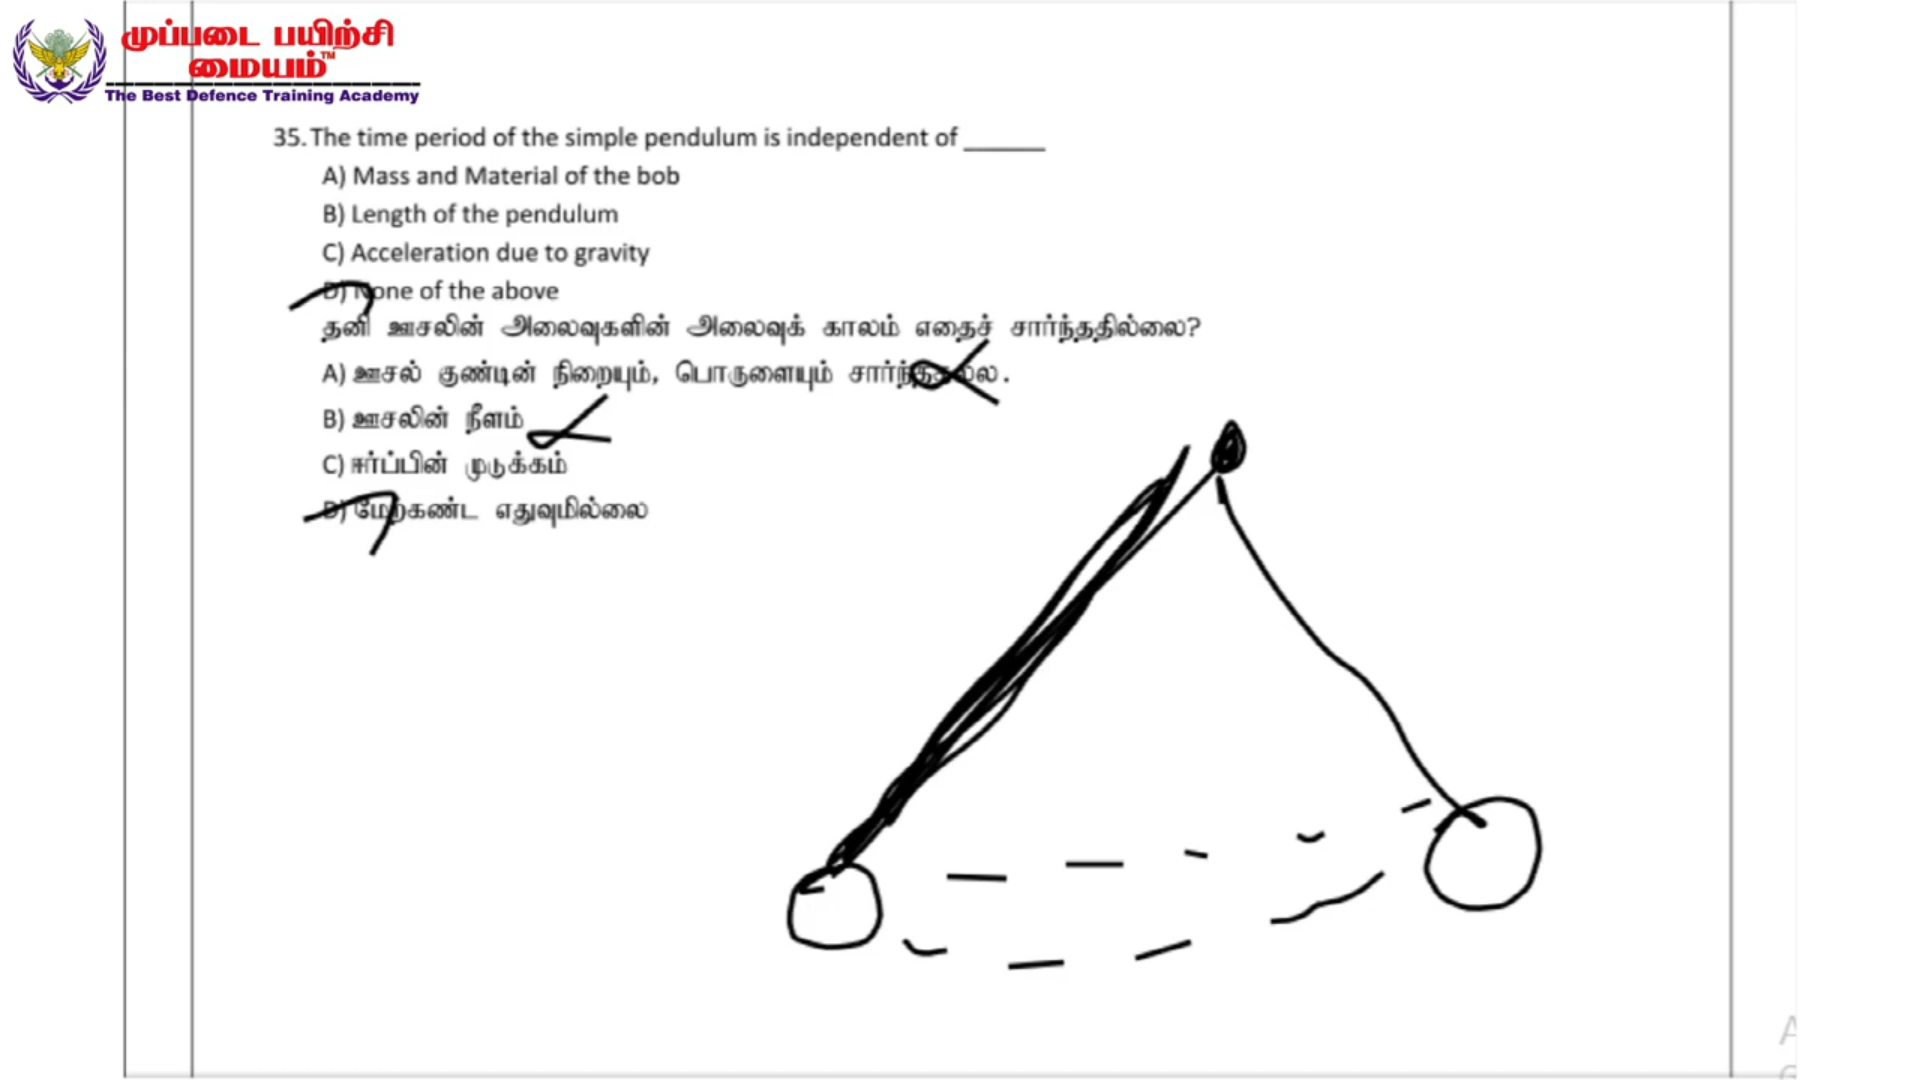 முப்படை பயிற்சி
மையம்™
The Best Defence Training Academy
35. The time period of the simple pendulum is independent of ______
A) Mass and Material of the bob
B) Length of the pendulum
C) Acceleration due to gravity
D) None of the above
தனி ஊசலின் அலைவுகளின் அலைவுக் காலம் எதைச் சார்ந்ததில்லை?
A) ஊசல் குண்டின் நிறையும், பொருளையும் சார்ந்ததல்ல.
B) ஊசலின் நீளம்
C) ஈர்ப்பின் முடுக்கம்
D) மேற்கண்ட எதுவுமில்லை